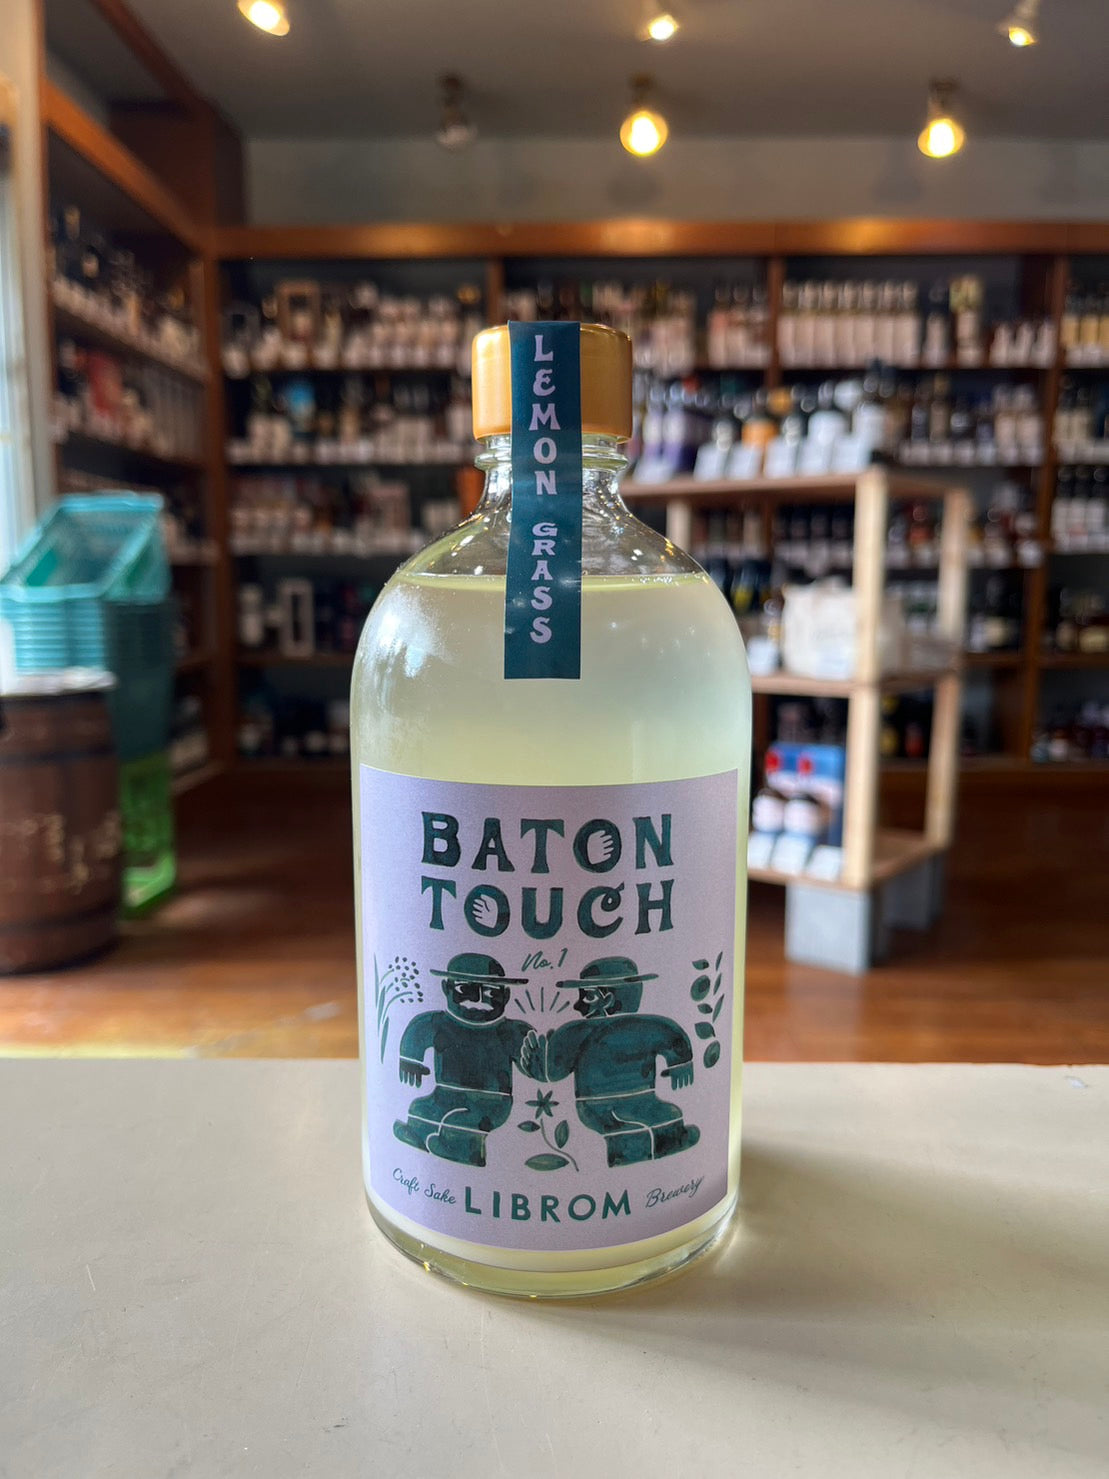 LEMON GRASS
BATON
TOUCH
No.1
Craft Sake LIBROM Brewery